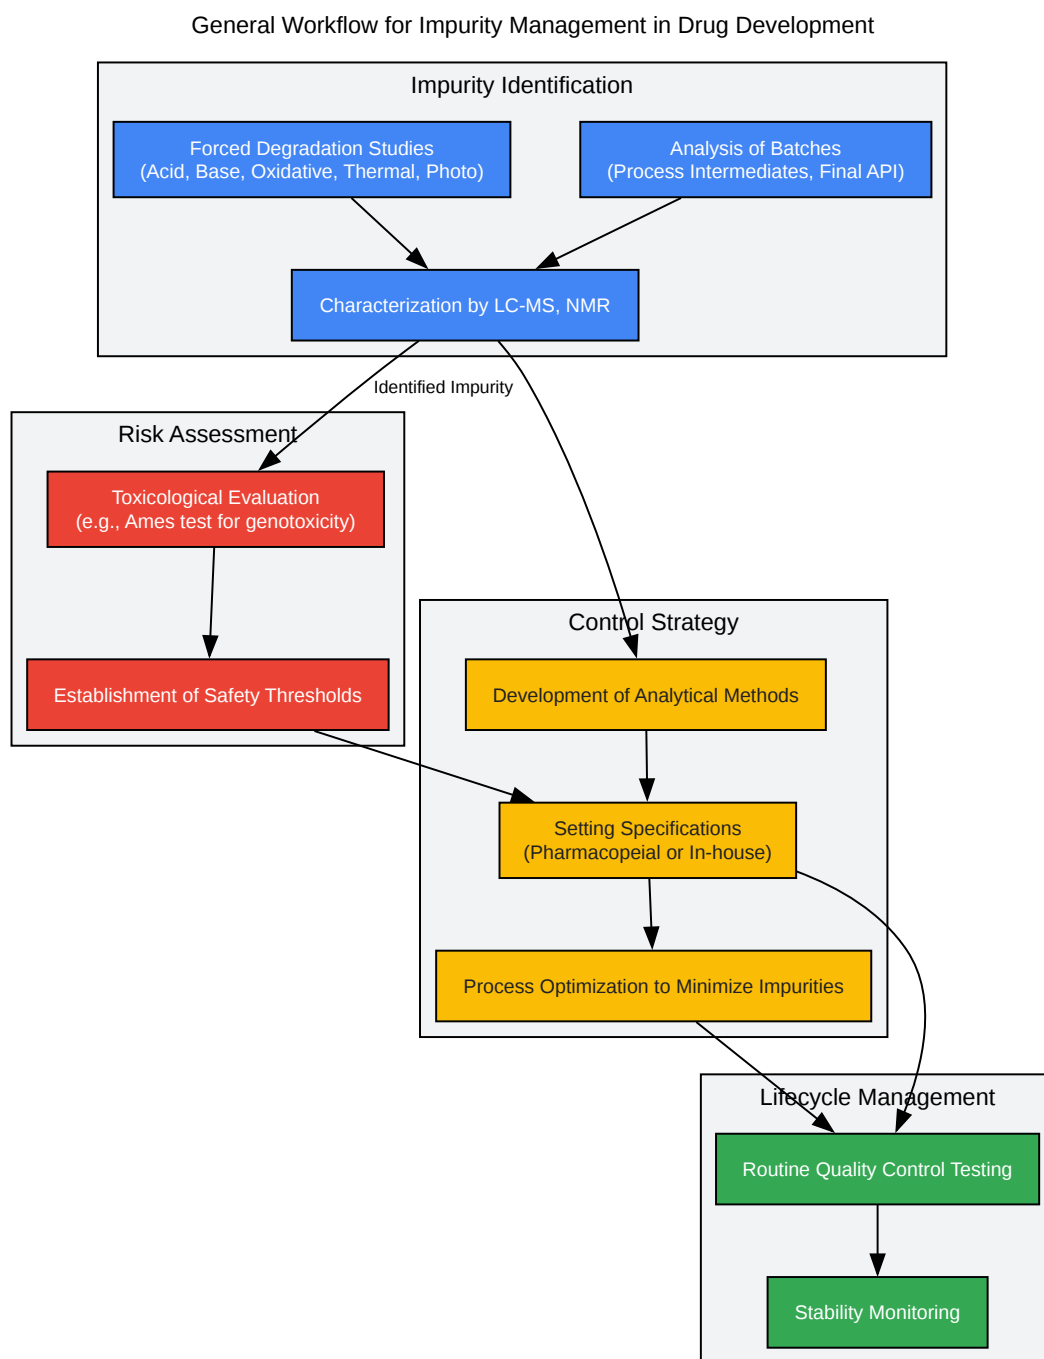 General Workflow for Impurity Management in Drug Development
Impurity Identification
Forced Degradation Studies
(Acid, Base, Oxidative, Thermal, Photo)
Analysis of Batches
(Process Intermediates, Final API)
Characterization by LC-MS, NMR
Identified Impurity
Risk Assessment
Toxicological Evaluation
(e.g., Ames test for genotoxicity)
Establishment of Safety Thresholds
Control Strategy
Development of Analytical Methods
Setting Specifications
(Pharmacopeial or In-house)
Process Optimization to Minimize Impurities
Lifecycle Management
Routine Quality Control Testing
Stability Monitoring